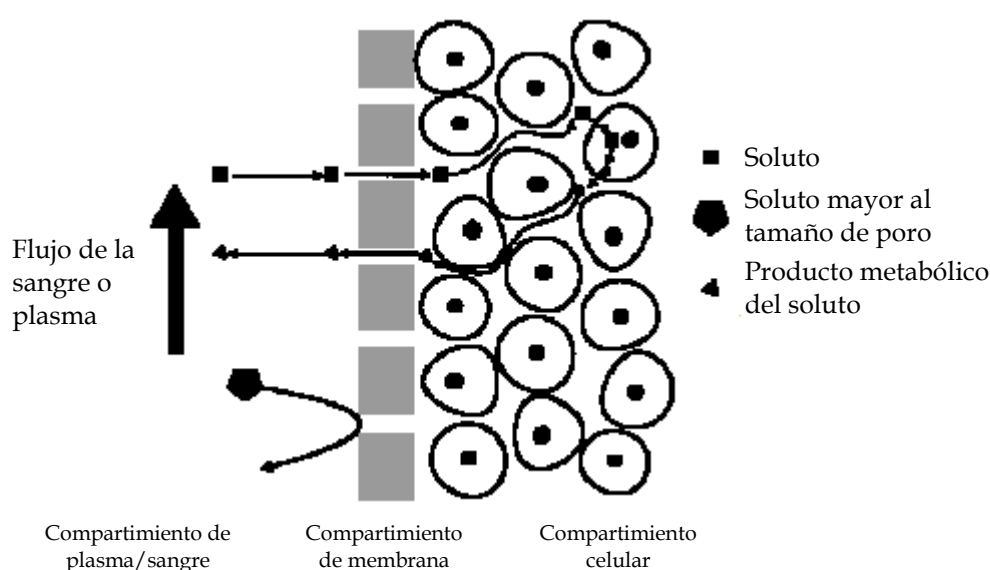 Flujo de la
sangre o
plasma
Soluto
Soluto mayor al
tamaño de poro
Producto metabólico
del soluto
Compartimiento de
plasma/sangre
Compartimiento
de membrana
Compartimiento
celular